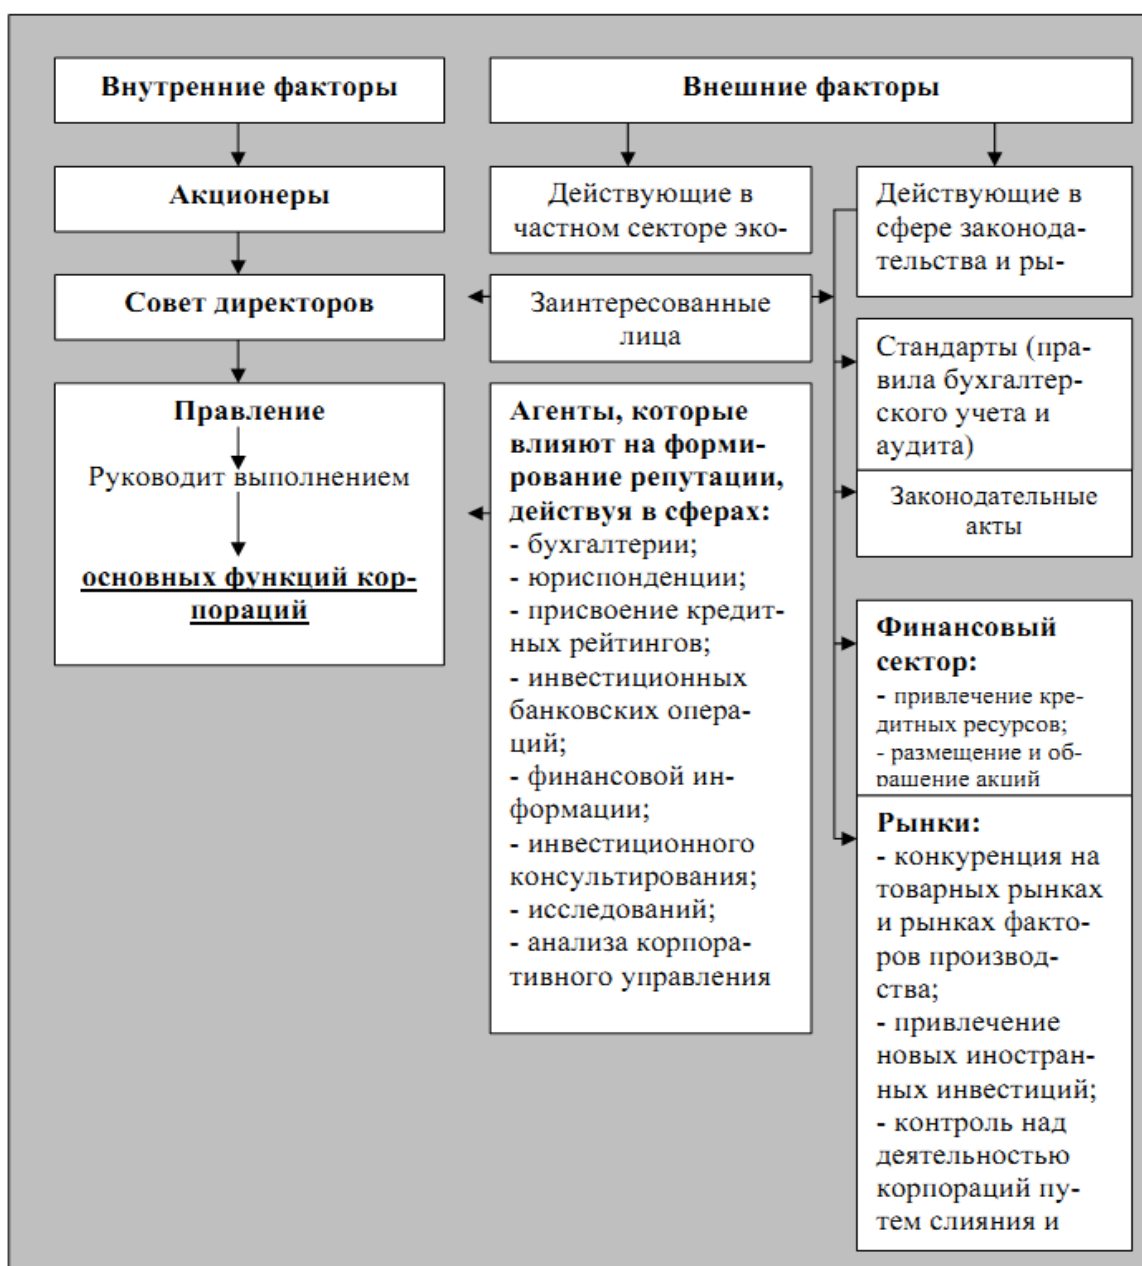 Внутренние факторы
Акционеры
Совет директоров
Правление
Руководит выполнением
основных функций кор-
пораций
Внешние факторы
Действующие в
частном секторе эко-
Заинтересованные
лица
Агенты, которые
влияют на форми-
рование репутации,
действуя в сферах:
- бухгалтерии;
- юриспонденции;
- присвоение кредит-
ных рейтингов;
- инвестиционных
банковских опера-
ций;
- финансовой ин-
формации;
- инвестиционного
консультирования;
- исследований;
- анализа корпора-
тивного управления
Действующие в
сфере законода-
тельства и ры-
Стандарты (пра-
вила бухгалтер-
ского учета и
аудита)
Законодательные
акты
Финансовый
сектор:
- привлечение кре-
дитных ресурсов;
- размещение и об-
ращение акций
Рынки:
- конкуренция на
товарных рынках
и рынках факто-
ров производ-
ства;
- привлечение
новых иностран-
ных инвестиций;
- контроль над
деятельностью
корпораций пу-
тем слияния и